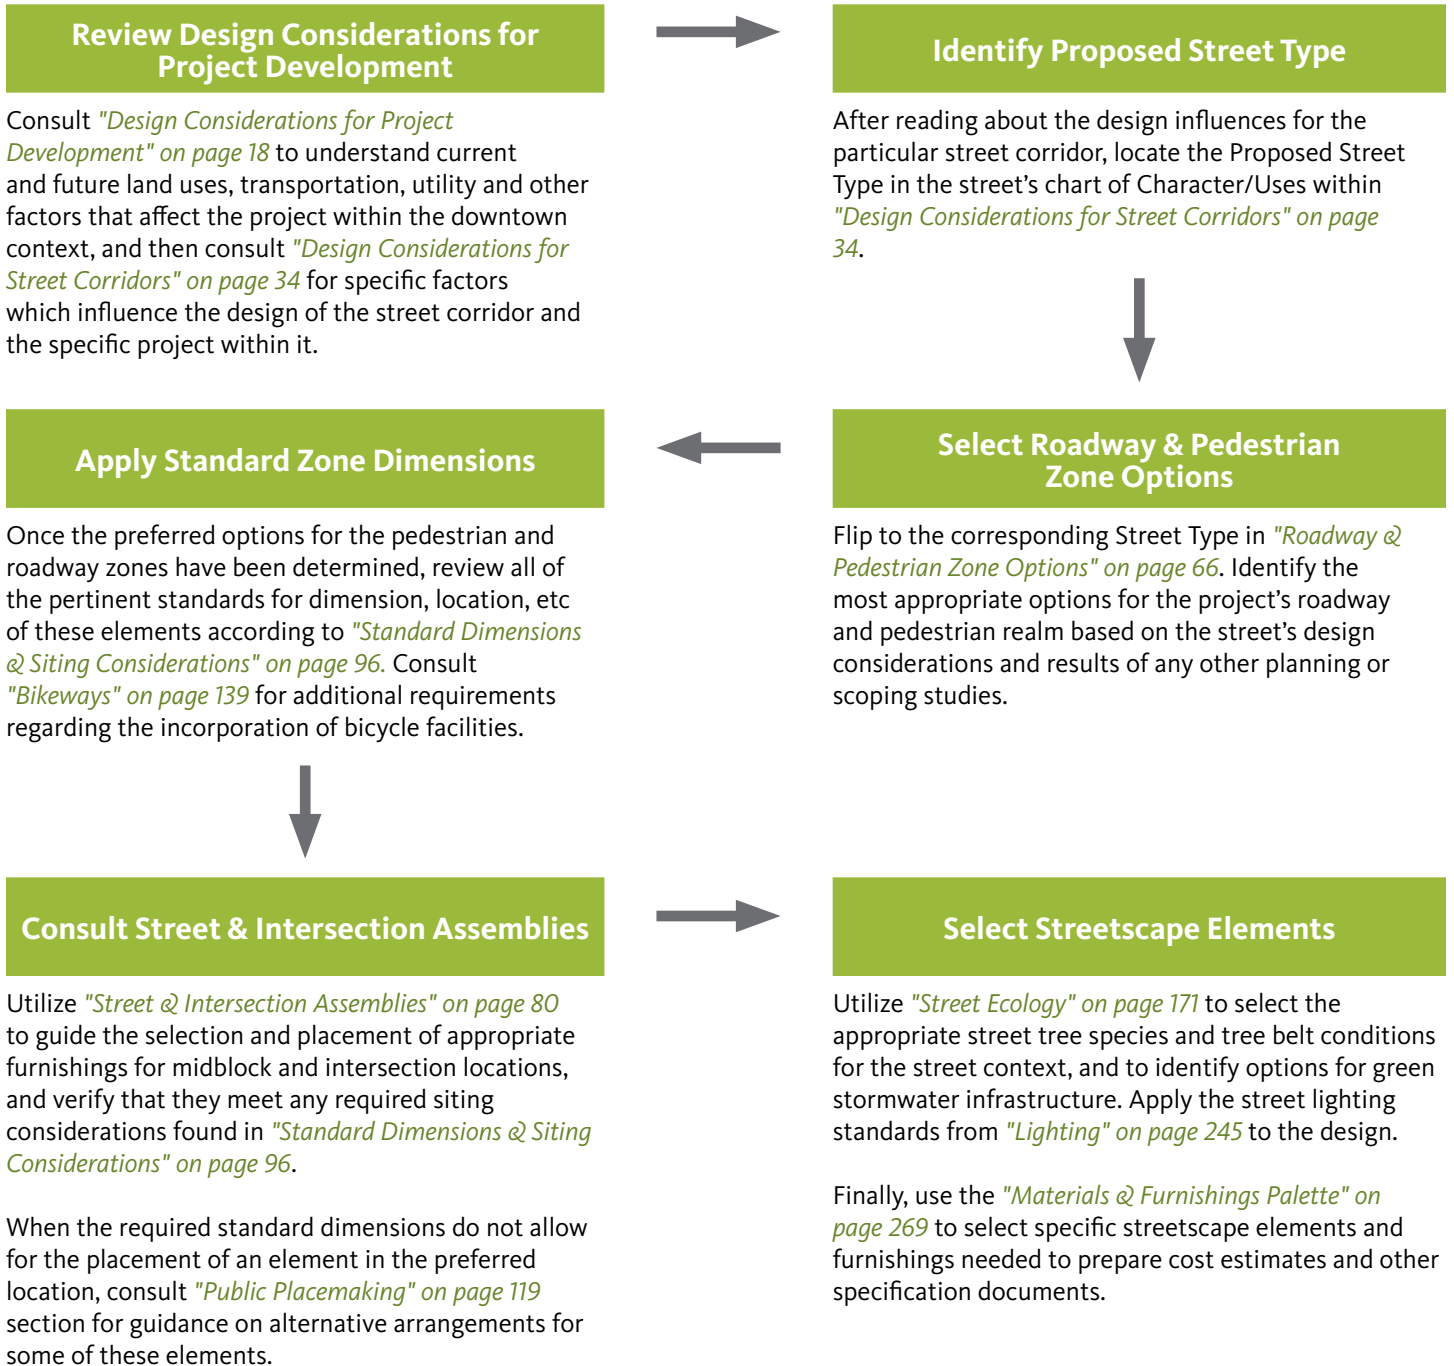 Review Design Considerations for
Project Development
Consult "Design Considerations for Project
Development" on page 18 to understand current
and future land uses, transportation, utility and other
factors that affect the project within the downtown
context, and then consult "Design Considerations for
Street Corridors" on page 34 for specific factors
which influence the design of the street corridor and
the specific project within it.
Identify Proposed Street Type
After reading about the design influences for the
particular street corridor, locate the Proposed Street
Type in the street’s chart of Character/Uses within
"Design Considerations for Street Corridors" on page
34.
Select Roadway & Pedestrian
Zone Options
Flip to the corresponding Street Type in "Roadway &
Pedestrian Zone Options" on page 66. Identify the
most appropriate options for the project’s roadway
and pedestrian realm based on the street’s design
considerations and results of any other planning or
scoping studies.
Apply Standard Zone Dimensions
Once the preferred options for the pedestrian and
roadway zones have been determined, review all of
the pertinent standards for dimension, location, etc
of these elements according to "Standard Dimensions
& Siting Considerations" on page 96. Consult
"Bikeways" on page 139 for additional requirements
regarding the incorporation of bicycle facilities.
Consult Street & Intersection Assemblies
Utilize "Street & Intersection Assemblies" on page 80
to guide the selection and placement of appropriate
furnishings for midblock and intersection locations,
and verify that they meet any required siting
considerations found in "Standard Dimensions & Siting
Considerations" on page 96.
When the required standard dimensions do not allow
for the placement of an element in the preferred
location, consult "Public Placemaking" on page 119
section for guidance on alternative arrangements for
some of these elements.
Select Streetscape Elements
Utilize "Street Ecology" on page 171 to select the
appropriate street tree species and tree belt conditions
for the street context, and to identify options for green
stormwater infrastructure. Apply the street lighting
standards from "Lighting" on page 245 to the design.
Finally, use the "Materials & Furnishings Palette" on
page 269 to select specific streetscape elements and
furnishings needed to prepare cost estimates and other
specification documents.